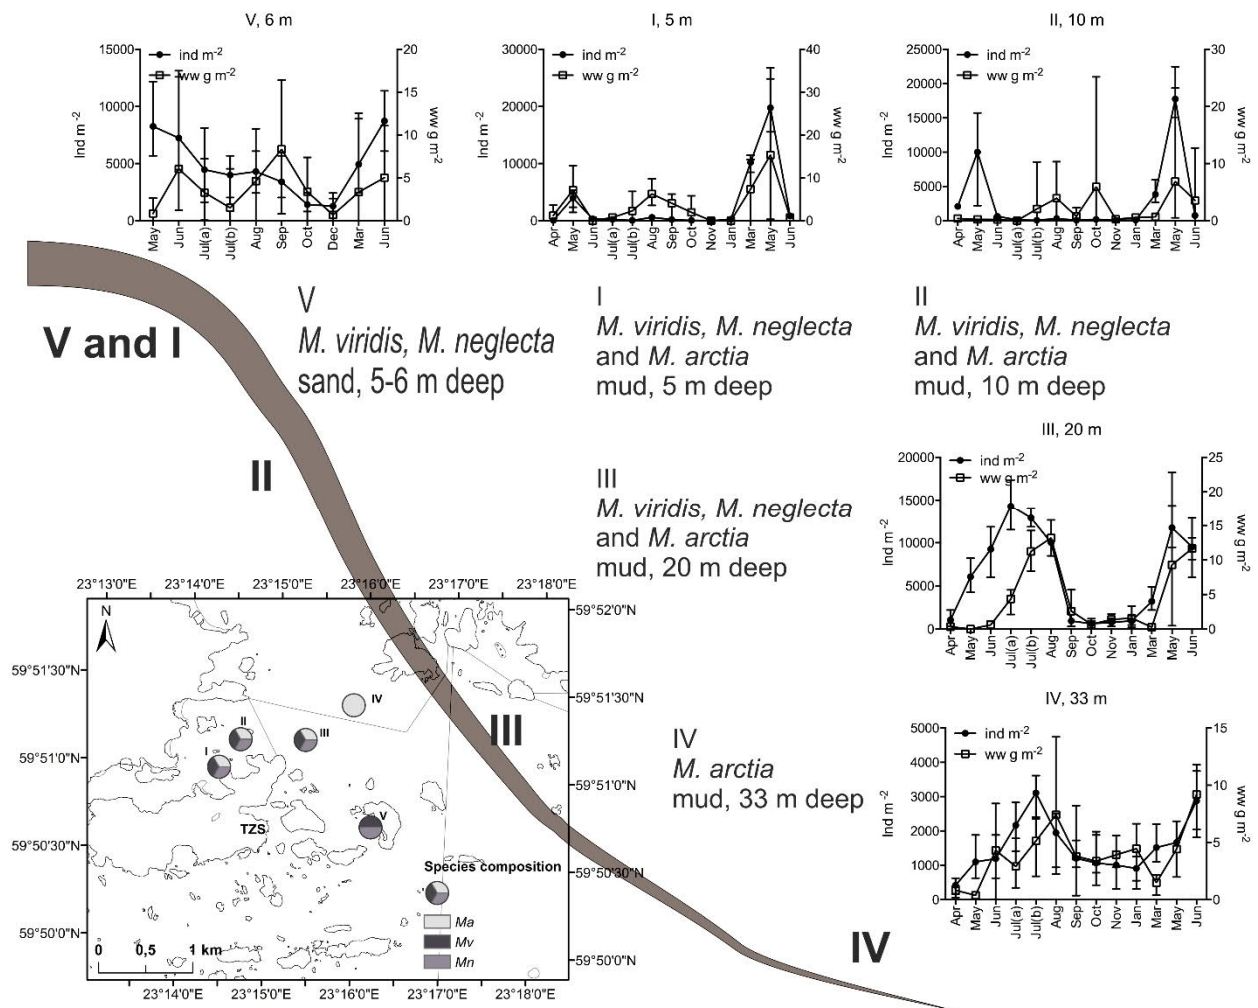 V, 6 m
15000
10000
5000
0
Ind m⁻²
ind m⁻²
ww g m⁻²
20
15
10
5
0
ww g m⁻²
May
Jun
Jul(a)
Jul(b)
Aug
Sep
Oct
Dec
Mar
Jun
I, 5 m
30000
20000
10000
0
Ind m⁻²
ind m⁻²
ww g m⁻²
40
30
20
10
0
ww g m⁻²
Apr
May
Jun
Jul(a)
Jul(b)
Aug
Sep
Oct
Nov
Jan
Mar
May
Jun
II, 10 m
25000
20000
15000
10000
5000
0
Ind m⁻²
ind m⁻²
ww g m⁻²
30
20
10
0
ww g m⁻²
Apr
May
Jun
Jul(a)
Jul(b)
Aug
Sep
Oct
Nov
Jan
Mar
May
Jun
V and I
V
M. viridis, M. neglecta
sand, 5-6 m deep
I
M. viridis, M. neglecta
and M. arctia
mud, 5 m deep
II
M. viridis, M. neglecta
and M. arctia
mud, 10 m deep
II
III
M. viridis, M. neglecta
and M. arctia
mud, 20 m deep
III, 20 m
20000
15000
10000
5000
0
Ind m⁻²
ind m⁻²
ww g m⁻²
25
20
15
10
5
0
ww g m⁻²
Apr
May
Jun
Jul(a)
Jul(b)
Aug
Sep
Oct
Nov
Jan
Mar
May
Jun
23°13'0"E 23°14'0"E 23°15'0"E 23°16'0"E 23°17'0"E 23°18'0"E
N
59°52'0"N
59°51'30"N
59°51'30"N
59°51'0"N
59°51'0"N
59°50'30"N
59°50'30"N
59°50'0"N
59°50'0"N
IV
II
III
I
V
TZS
Species composition
Ma
Mv
Mn
0 0,5 1 km
23°14'0"E 23°15'0"E 23°16'0"E 23°17'0"E 23°18'0"E
III
IV
M. arctia
mud, 33 m deep
IV
IV, 33 m
5000
4000
3000
2000
1000
0
Ind m⁻²
ind m⁻²
ww g m⁻²
15
10
5
0
ww g m⁻²
Apr
May
Jun
Jul(a)
Jul(b)
Aug
Sep
Oct
Nov
Jan
Mar
May
Jun